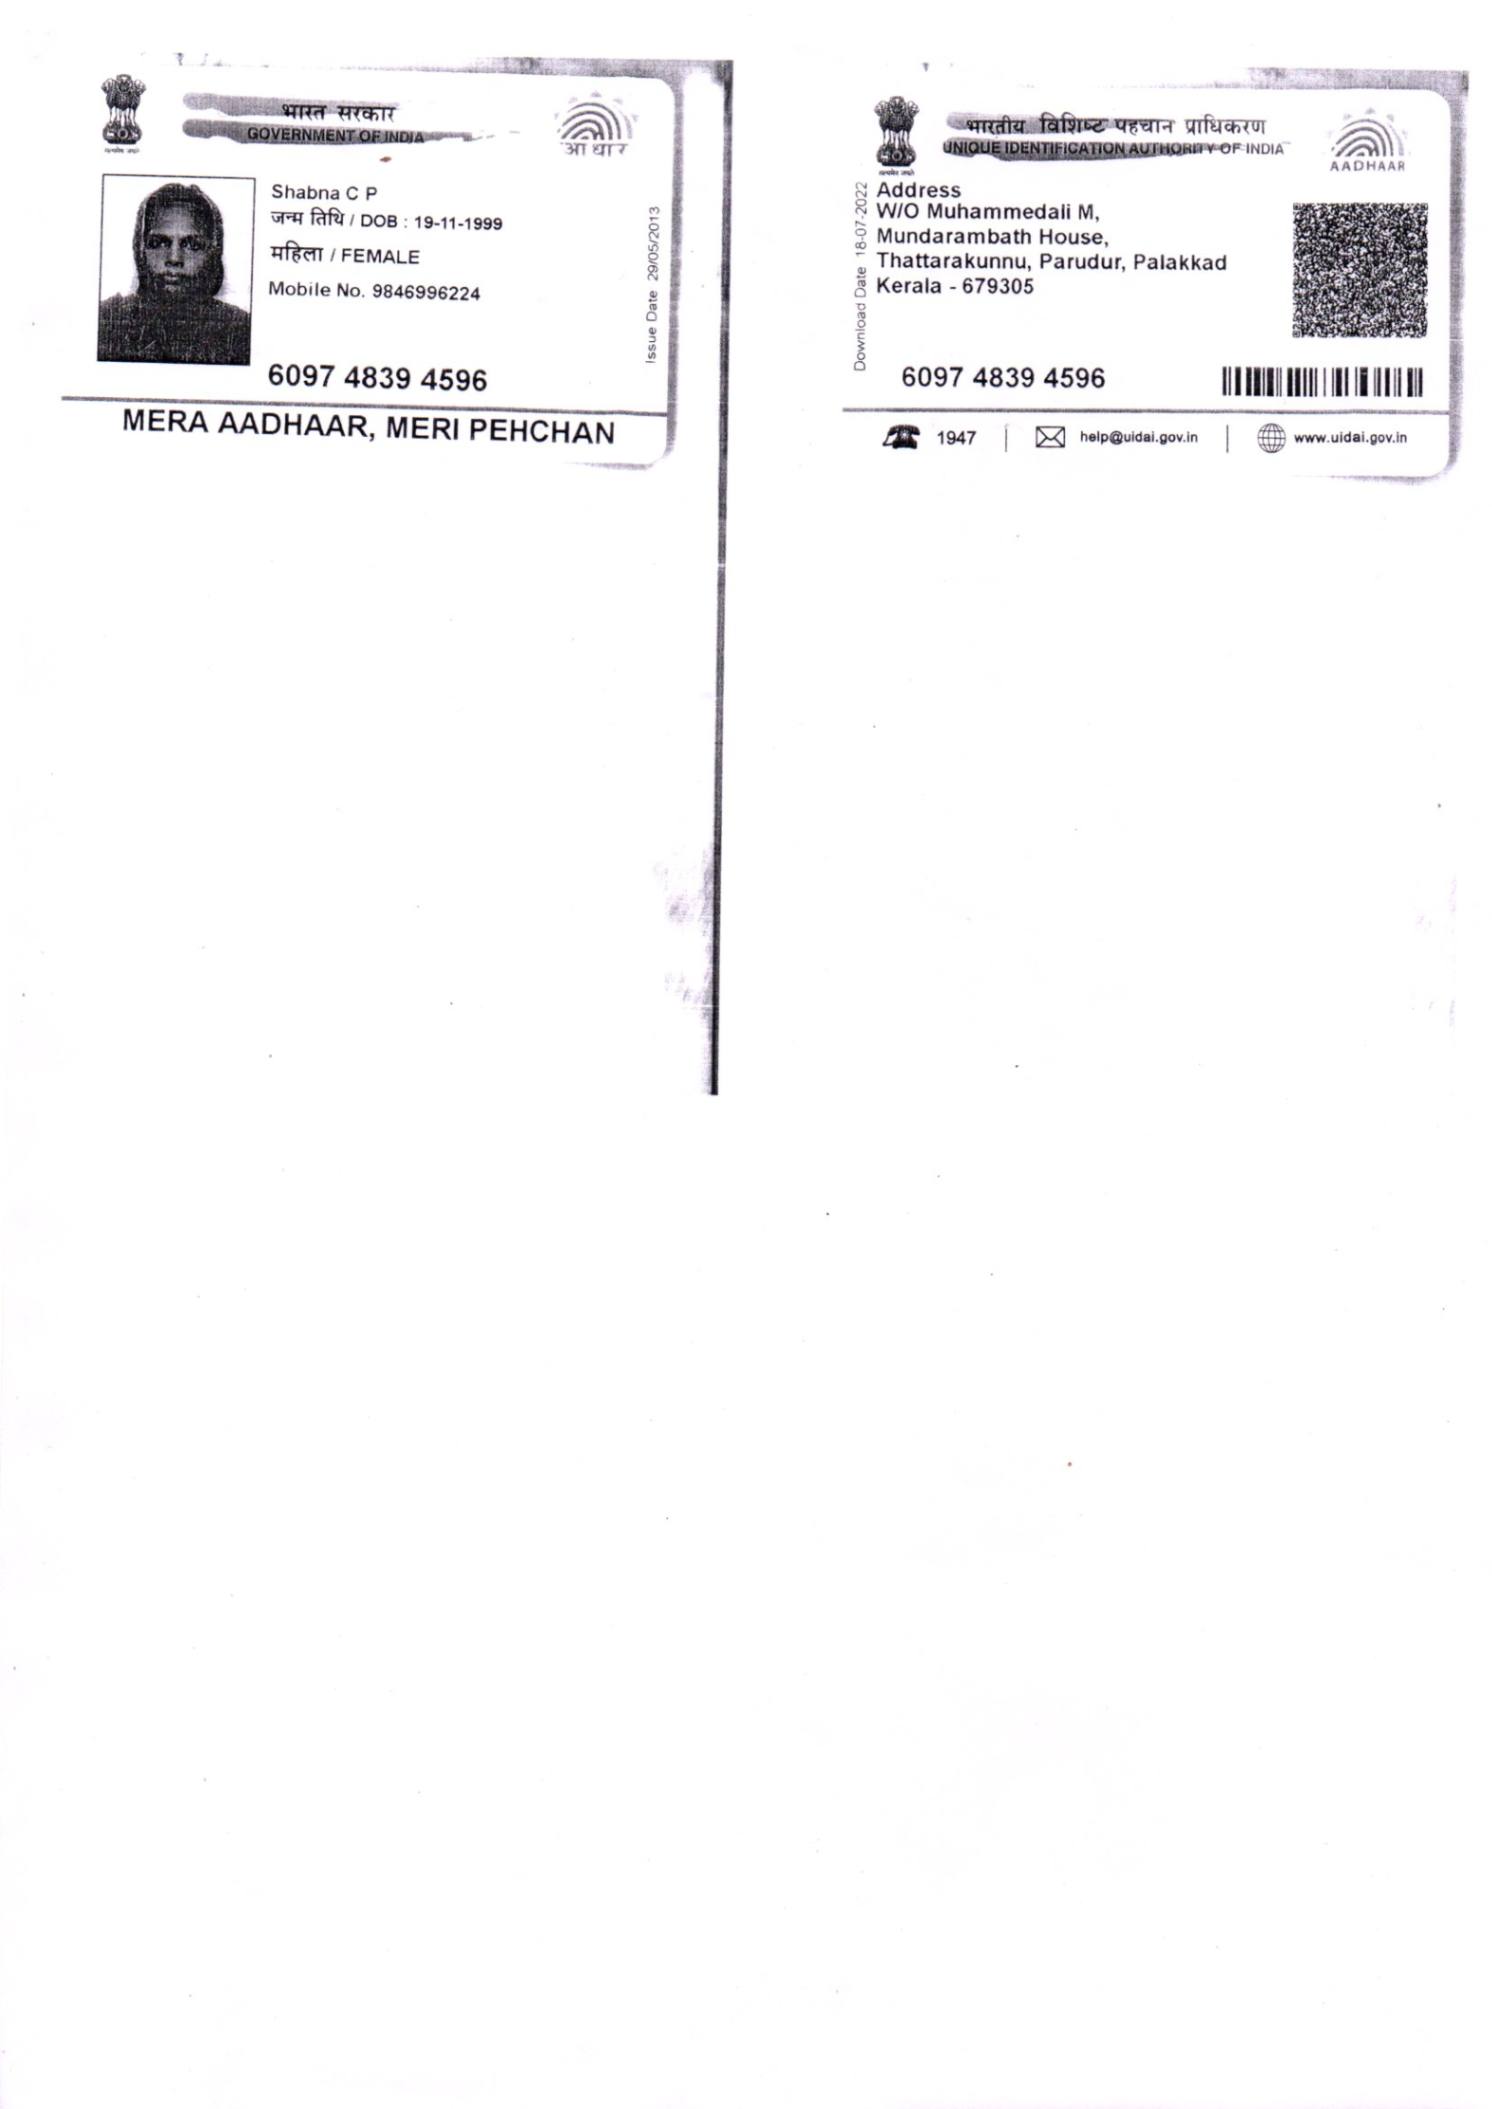 भारत सरकार
GOVERNMENT OF INDIA
आधार
Shabna C P
जन्म तिथि / DOB : 19-11-1999
महिला / FEMALE
Mobile No. 9846996224
Issue Date 29/05/2013
6097 4839 4596
MERA AADHAAR, MERI PEHCHAN
भारतीय विशिष्ट पहचान प्राधिकरण
UNIQUE IDENTIFICATION AUTHORITY OF INDIA
AADHAAR
Download Date 18-07-2022
Address
W/O Muhammedali M,
Mundarambath House,
Thattarakunnu, Parudur, Palakkad
Kerala - 679305
6097 4839 4596
1947 | help@uidai.gov.in | www.uidai.gov.in